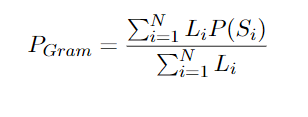 P_{Gram} = \frac{\sum_{i=1}^{N} L_i P(S_i)}{\sum_{i=1}^{N} L_i}